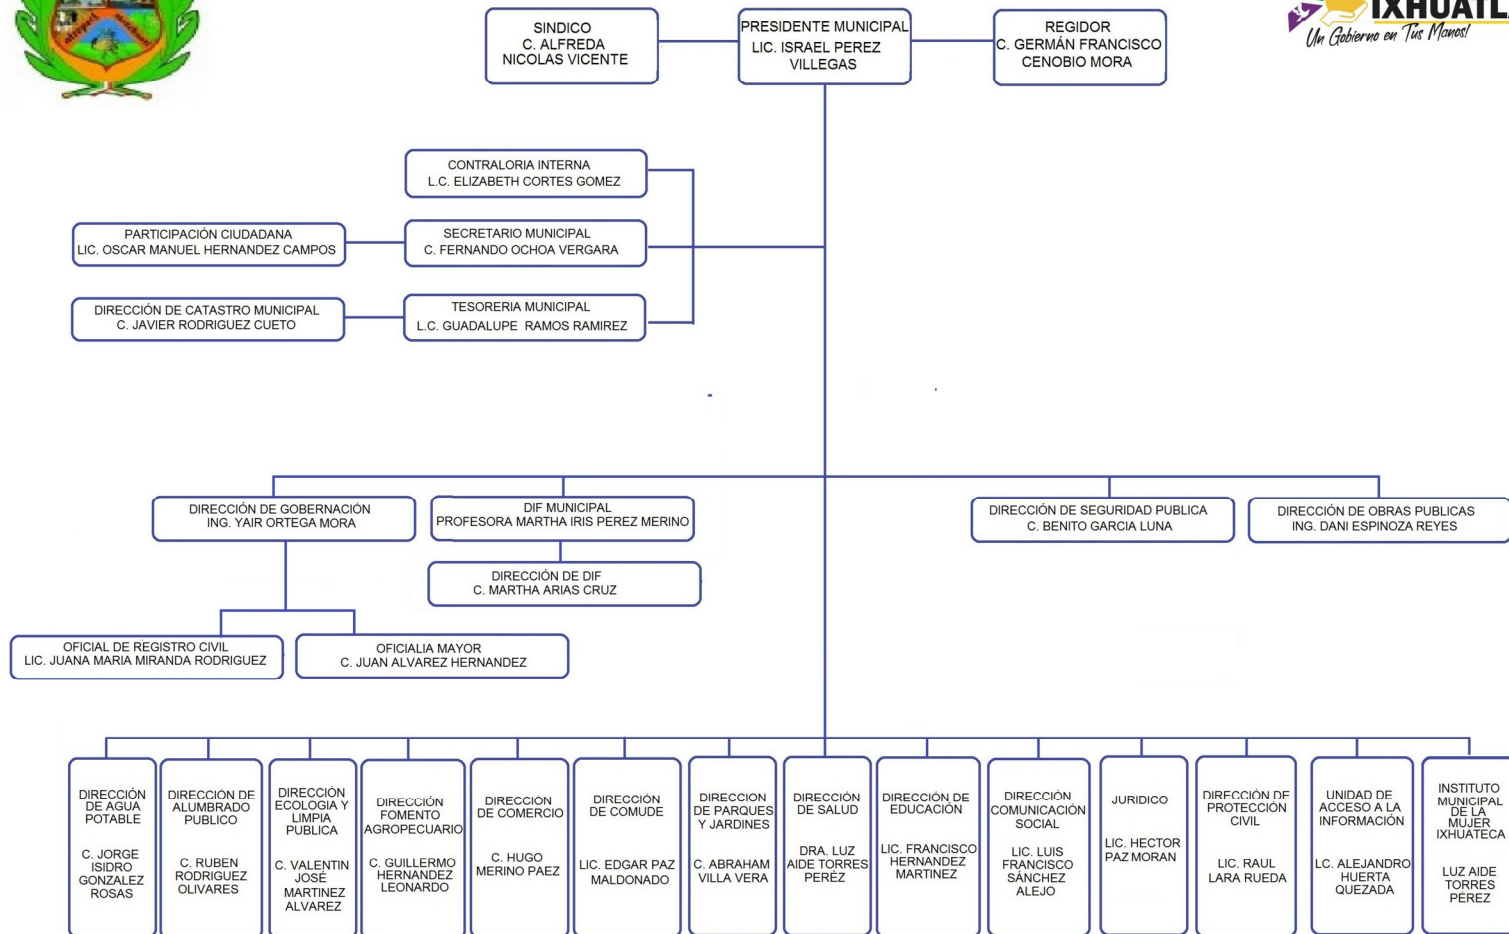 IXHUATL
Un Gobierno en Tus Manos!
SINDICO
C. ALFREDA
NICOLAS VICENTE
PRESIDENTE MUNICIPAL
LIC. ISRAEL PEREZ
VILLEGAS
REGIDOR
C. GERMÁN FRANCISCO
CENOBIO MORA
CONTRALORIA INTERNA
L.C. ELIZABETH CORTES GOMEZ
PARTICIPACIÓN CIUDADANA
LIC. OSCAR MANUEL HERNANDEZ CAMPOS
SECRETARIO MUNICIPAL
C. FERNANDO OCHOA VERGARA
DIRECCIÓN DE CATASTRO MUNICIPAL
C. JAVIER RODRIGUEZ CUETO
TESORERIA MUNICIPAL
L.C. GUADALUPE RAMOS RAMIREZ
DIRECCIÓN DE GOBERNACIÓN
ING. YAIR ORTEGA MORA
DIF MUNICIPAL
PROFESORA MARTHA IRIS PEREZ MERINO
DIRECCIÓN DE SEGURIDAD PUBLICA
C. BENITO GARCIA LUNA
DIRECCIÓN DE OBRAS PUBLICAS
ING. DANI ESPINOZA REYES
DIRECCIÓN DE DIF
C. MARTHA ARIAS CRUZ
OFICIAL DE REGISTRO CIVIL
LIC. JUANA MARIA MIRANDA RODRIGUEZ
OFICIALIA MAYOR
C. JUAN ALVAREZ HERNANDEZ
DIRECCIÓN
DE AGUA
POTABLE
C. JORGE
ISIDRO
GONZALEZ
ROSAS
DIRECCIÓN DE
ALUMBRADO
PUBLICO
C. RUBEN
RODRIGUEZ
OLIVARES
DIRECCIÓN
ECOLOGIA Y
LIMPIA
PUBLICA
C. VALENTIN
JOSÉ
MARTINEZ
ALVAREZ
DIRECCIÓN
FOMENTO
AGROPECUARIO
C. GUILLERMO
HERNANDEZ
LEONARDO
DIRECCIÓN
DE COMERCIO
C. HUGO
MERINO PAEZ
DIRECCIÓN
DE COMUDE
LIC. EDGAR PAZ
MALDONADO
DIRECCION
DE PARQUES
Y JARDINES
C. ABRAHAM
VILLA VERA
DIRECCIÓN
DE SALUD
DRA. LUZ
AIDE TORRES
PERÉZ
DIRECCIÓN DE
EDUCACIÓN
LIC. FRANCISCO
HERNANDEZ
MARTINEZ
DIRECCIÓN
COMUNICACIÓN
SOCIAL
LIC. LUIS
FRANCISCO
SÁNCHEZ
ALEJO
JURIDICO
LIC. HECTOR
PAZ MORAN
DIRECCIÓN DE
PROTECCIÓN
CIVIL
LIC. RAUL
LARA RUEDA
UNIDAD DE
ACCESO A LA
INFORMACIÓN
LC. ALEJANDRO
HUERTA
QUEZADA
INSTITUTO
MUNICIPAL
DE LA
MUJER
IXHUATECA
LUZ AIDE
TORRES
PÉREZ